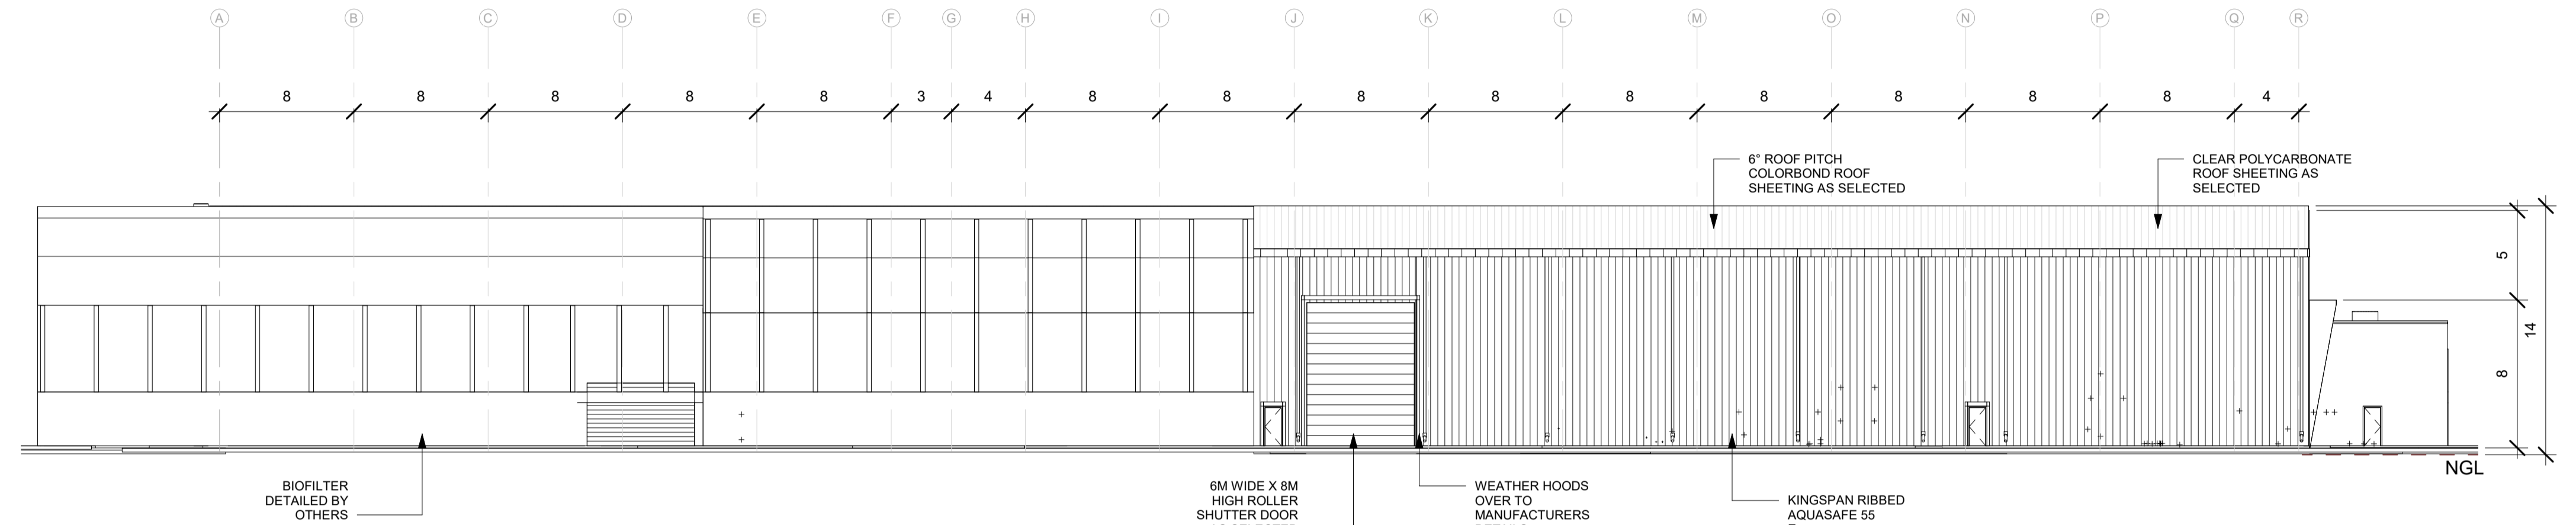 A B C D E F G H I J K L M O N P Q R
8 8 8 8 8 3 4 8 8 8 8 8 8 8 8 8 4
6° ROOF PITCH
COLORBOND ROOF
SHEETING AS SELECTED
CLEAR POLYCARBONATE
ROOF SHEETING AS
SELECTED
5
14
8
NGL
BIOFILTER
DETAILED BY
OTHERS
6M WIDE X 8M
HIGH ROLLER
SHUTTER DOOR
WEATHER HOODS
OVER TO
MANUFACTURERS
KINGSPAN RIBBED
AQUASAFE 55